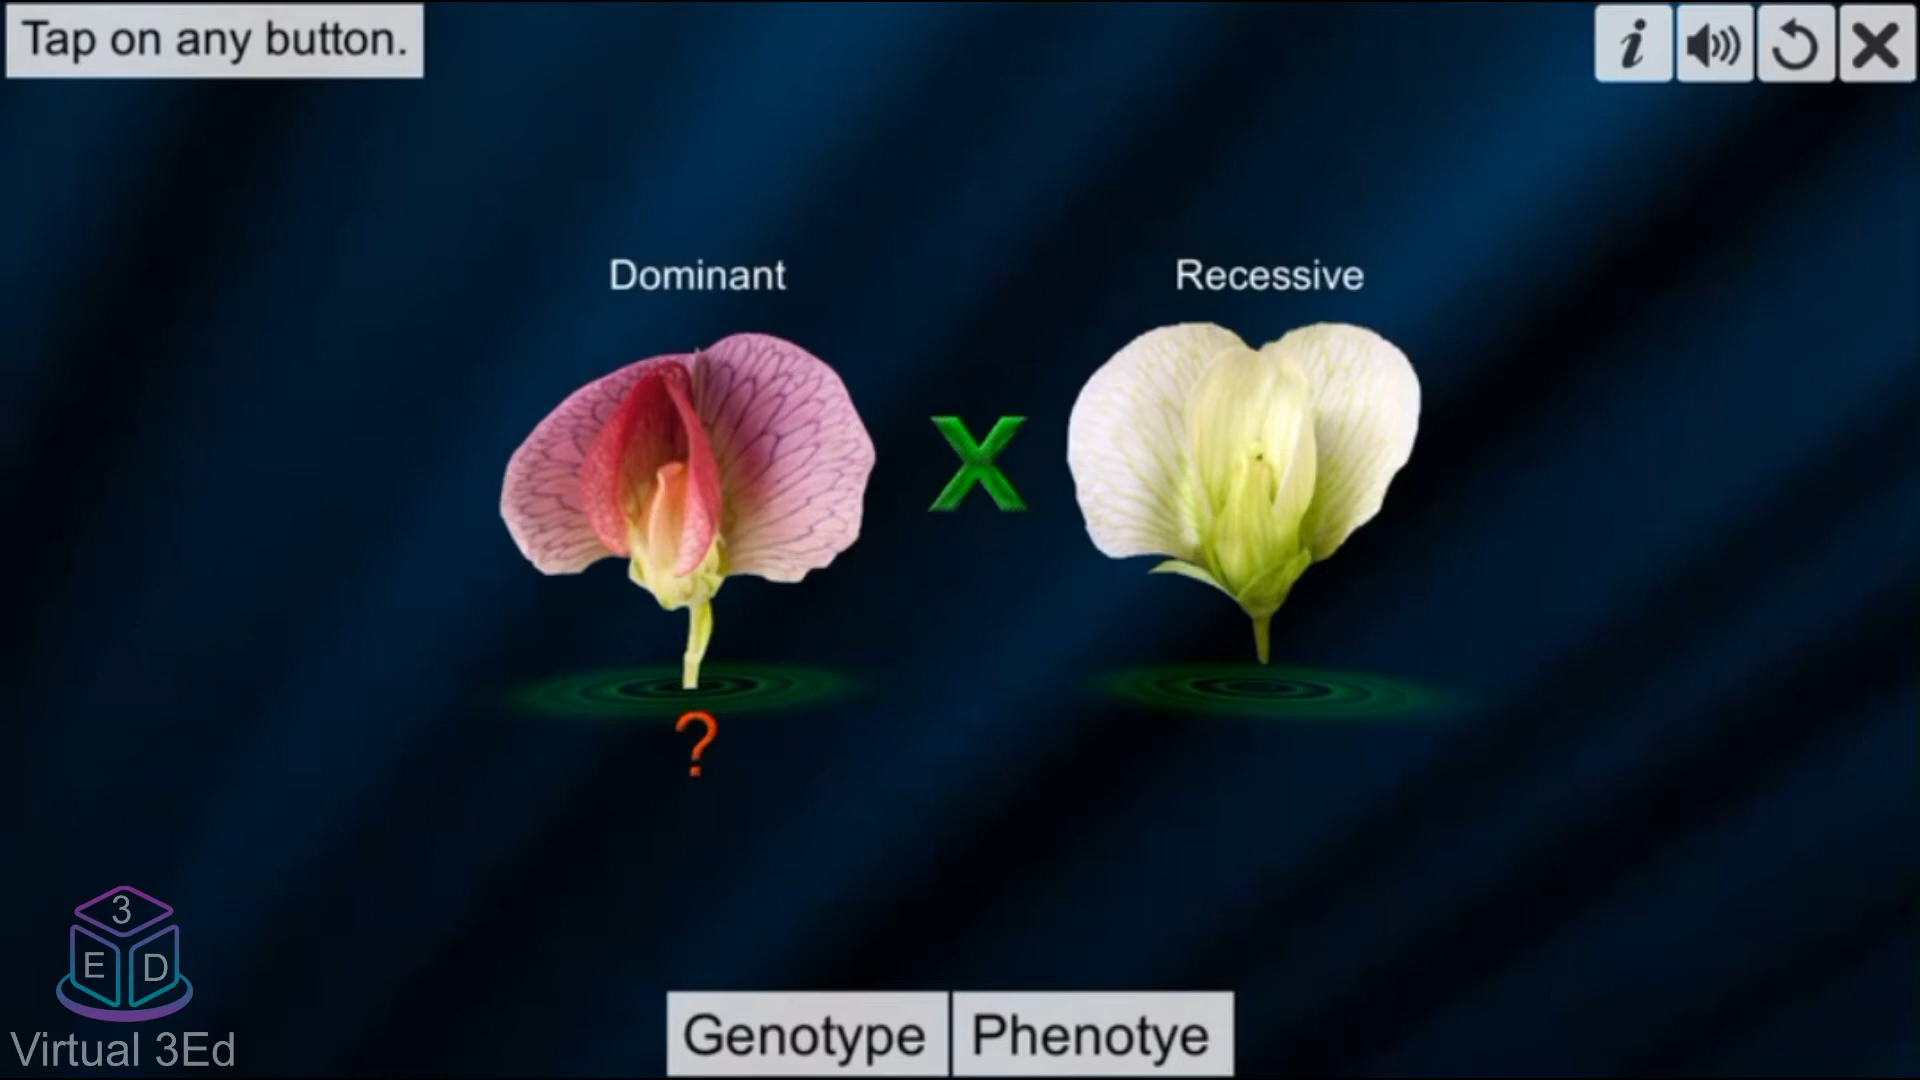 Tap on any button.
Dominant
Recessive
X
?
3
E D
Virtual 3Ed
Genotype
Phenotye